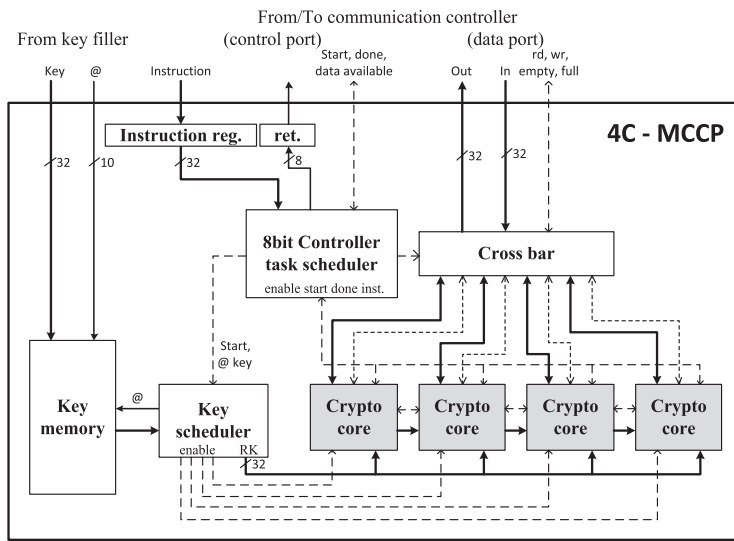 From/To communication controller
From key filler
(control port)
(data port)
Key
@
Instruction
Start, done,
data available
Out
In
rd, wr,
empty, full
Instruction reg.
ret.
4C - MCCP
32
10
32
8
32
32
8bit Controller
task scheduler
enable start done inst.
Cross bar
Start,
@ key
Key
memory
@
Key
scheduler
enable
RK
32
Crypto
core
Crypto
core
Crypto
core
Crypto
core